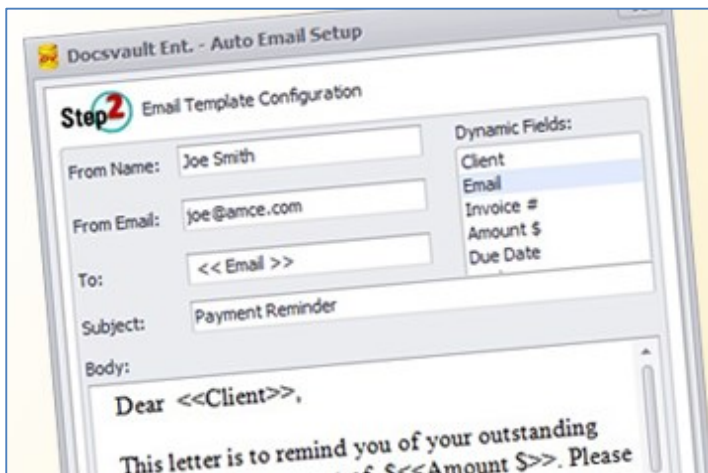 Docsvault Ent. - Auto Email Setup
Step2 Email Template Configuration
From Name: Joe Smith
From Email: joe@amce.com
To: << Email >>
Dynamic Fields:
Client
Email
Invoice #
Amount $
Due Date
Subject: Payment Reminder
Body:
Dear <<Client>>,
This letter is to remind you of your outstanding
of $<<Amount $>>. Please